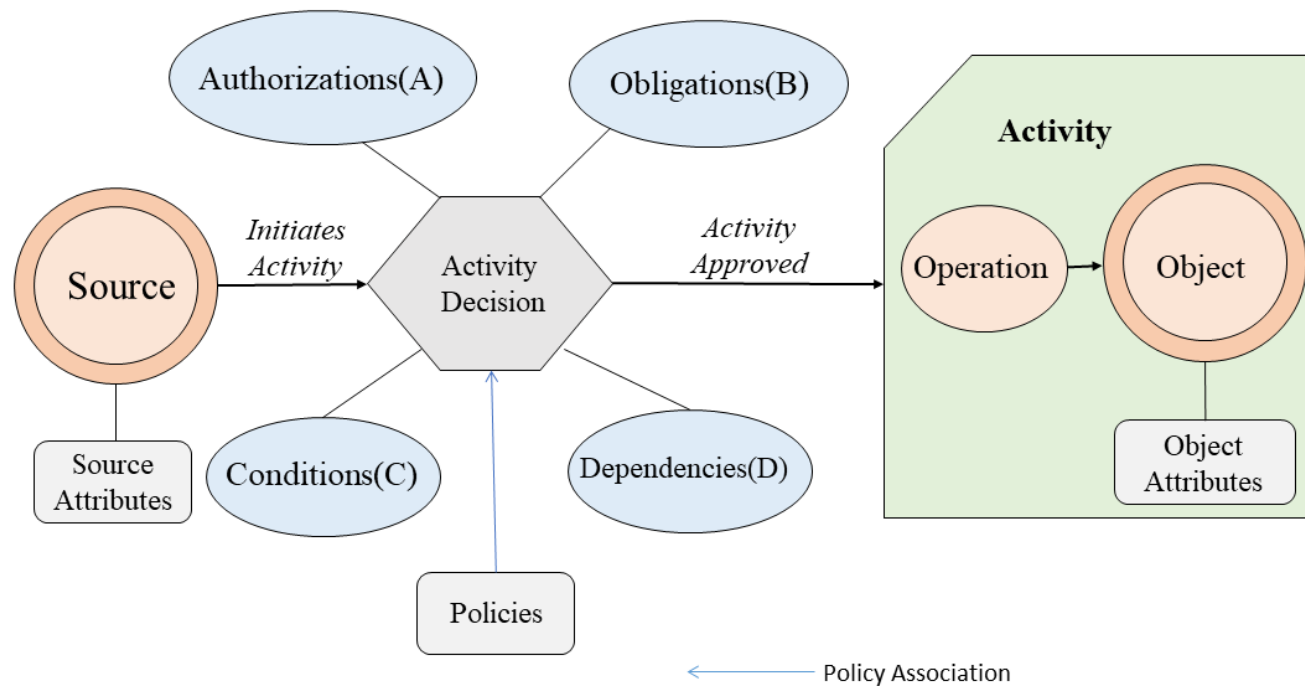 Authorizations(A)
Obligations(B)
Activity
Initiates
Activity
Activity
Approved
Source
Activity
Decision
Operation
Object
Source
Attributes
Conditions(C)
Dependencies(D)
Object
Attributes
Policies
Policy Association